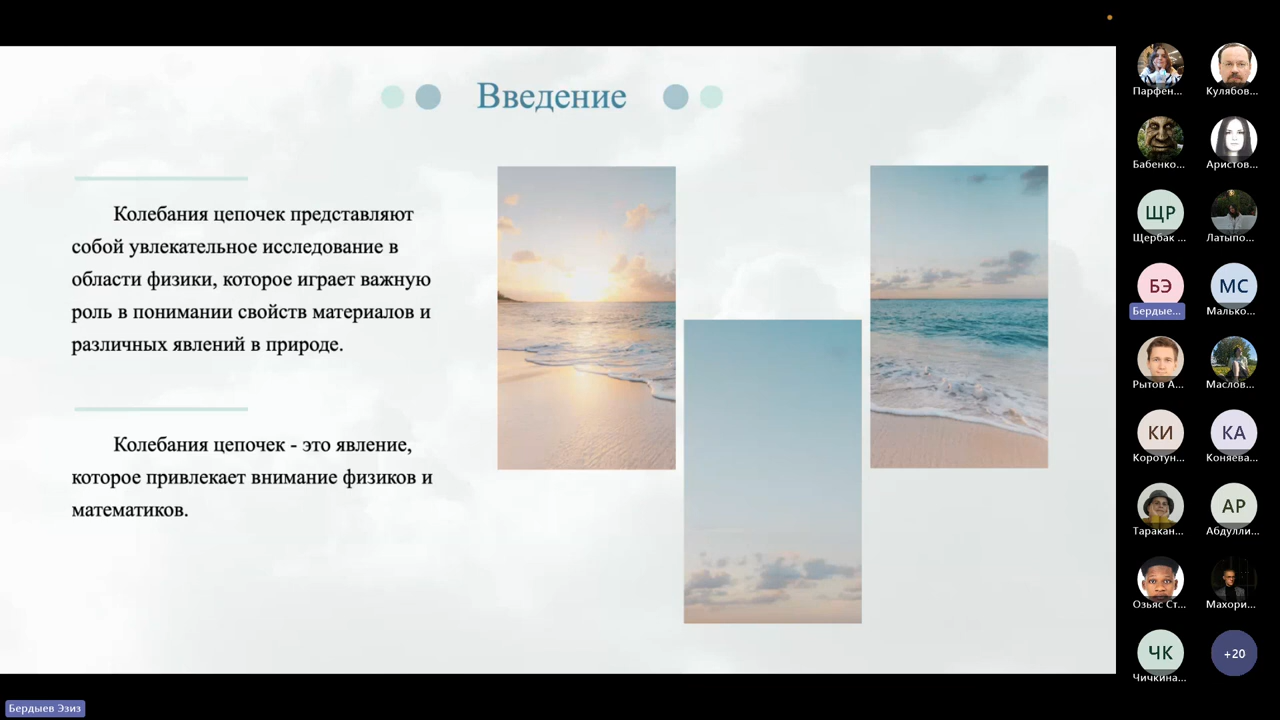 Введение
Колебания цепочек представляют
собой увлекательное исследование в
области физики, которое играет важную
роль в понимании свойств материалов и
различных явлений в природе.
Колебания цепочек - это явление,
которое привлекает внимание физиков и
математиков.
Парфен...
Кулябов...
Бабенко...
Аристов...
ЩР
Щербак ...
Латыпо...
БЭ
Бердые...
МС
Малько...
Рытов А...
Маслов...
КИ
Коротун...
КА
Коняева...
Таракан...
АР
Абдулли...
Озьяс Ст...
Махори...
ЧК
Чичкина...
+20
Бердыев Эзиз